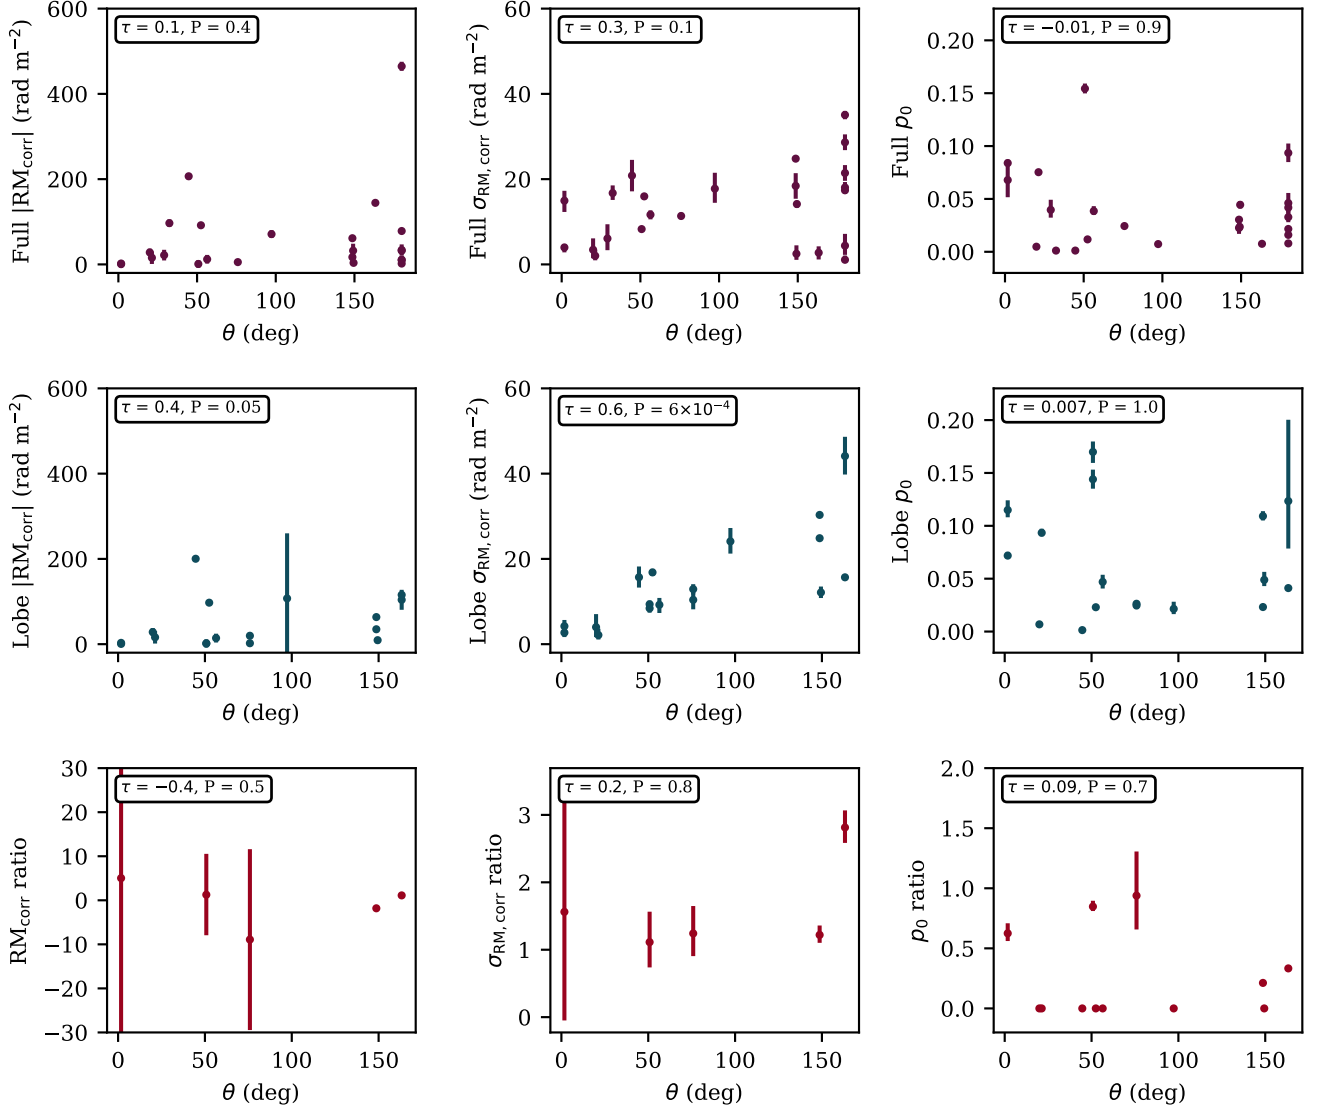 τ = 0.1, P = 0.4
Full |RM_corr| (rad m⁻²)
600
400
200
0
0 50 100 150
θ (deg)
τ = 0.3, P = 0.1
Full σ_RM, corr (rad m⁻²)
60
40
20
0
0 50 100 150
θ (deg)
τ = −0.01, P = 0.9
Full p₀
0.20
0.15
0.10
0.05
0.00
0 50 100 150
θ (deg)
τ = 0.4, P = 0.05
Lobe |RM_corr| (rad m⁻²)
600
400
200
0
0 50 100 150
θ (deg)
τ = 0.6, P = 6×10⁻⁴
Lobe σ_RM, corr (rad m⁻²)
60
40
20
0
0 50 100 150
θ (deg)
τ = 0.007, P = 1.0
Lobe p₀
0.20
0.15
0.10
0.05
0.00
0 50 100 150
θ (deg)
τ = −0.4, P = 0.5
RM_corr ratio
30
20
10
0
−10
−20
−30
0 50 100 150
θ (deg)
τ = 0.2, P = 0.8
σ_RM, corr ratio
3
2
1
0
0 50 100 150
θ (deg)
τ = 0.09, P = 0.7
p₀ ratio
2.0
1.5
1.0
0.5
0.0
0 50 100 150
θ (deg)